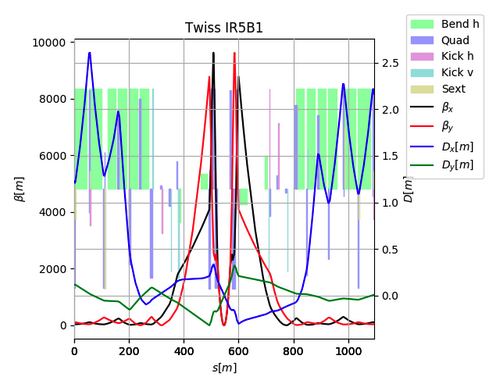 Twiss IR5B1
10000
8000
6000
4000
2000
0
β[m]
0 200 400 600 800 1000
s[m]
2.5
2.0
1.5
1.0
0.5
0.0
D[m]
Bend h
Quad
Kick h
Kick v
Sext
βx
βy
Dx[m]
Dy[m]